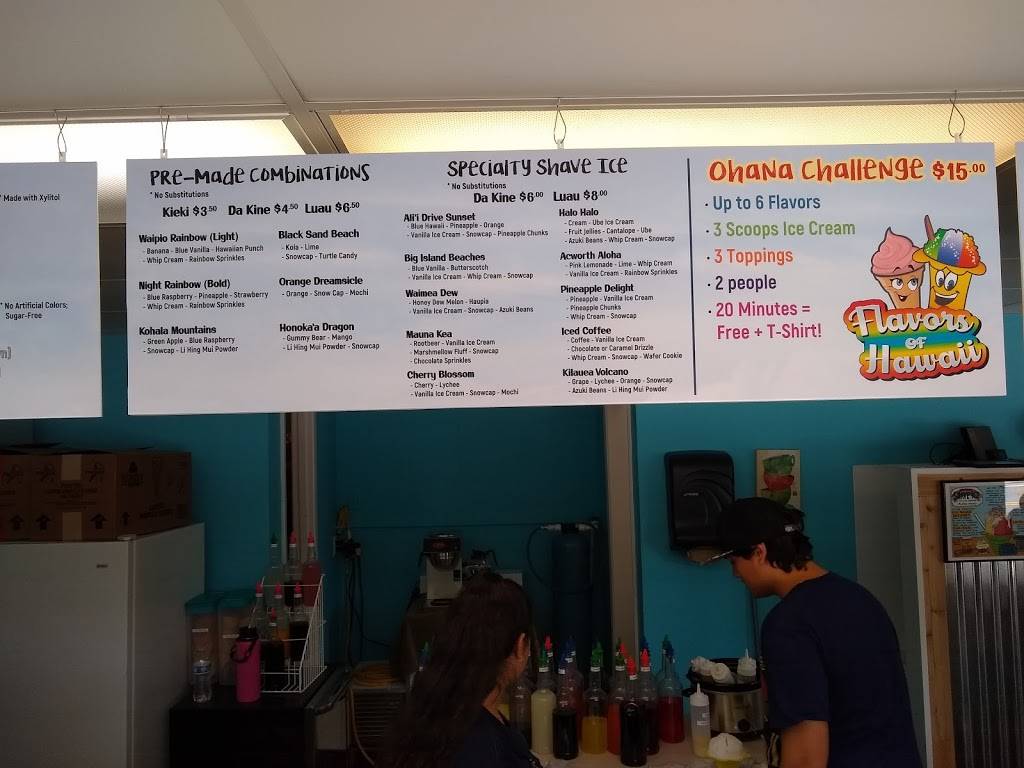 * Made with Xylitol
* No Artificial Colors;
Sugar-Free
Pre-Made Combinations
* No Substitutions
Kieki $3.50 Da Kine $4.50 Luau $6.50
Waipio Rainbow (Light)
- Banana - Blue Vanilla - Hawaiian Punch
- Whip Cream - Rainbow Sprinkles
Night Rainbow (Bold)
- Blue Raspberry - Pineapple - Strawberry
- Whip Cream - Rainbow Sprinkles
Kohala Mountains
- Green Apple - Blue Raspberry
- Snowcap - Li Hing Mui Powder
Black Sand Beach
- Kola - Lime
- Snowcap - Turtle Candy
Orange Dreamsicle
- Orange - Snow Cap - Mochi
Honoka'a Dragon
- Gummy Bear - Mango
- Li Hing Mui Powder - Snowcap
Specialty Shave Ice
* No Substitutions
Da Kine $6.00 Luau $8.00
Ali'i Drive Sunset
- Blue Hawaii - Pineapple - Orange
- Vanilla Ice Cream - Snowcap - Pineapple Chunks
Big Island Beaches
- Blue Vanilla - Butterscotch
- Vanilla Ice Cream - Whip Cream - Snowcap
Waimea Dew
- Honey Dew Melon - Haupia
- Vanilla Ice Cream - Snowcap - Azuki Beans
Mauna Kea
- Rootbeer - Vanilla Ice Cream
- Marshmellow Fluff - Snowcap
- Chocolate Sprinkles
Cherry Blossom
- Cherry - Lychee
- Vanilla Ice Cream - Snowcap - Mochi
Halo Halo
- Cream - Ube Ice Cream
- Fruit Jellies - Cantalope - Ube
- Azuki Beans - Whip Cream - Snowcap
Acworth Aloha
- Pink Lemonade - Lime - Whip Cream
- Vanilla Ice Cream - Rainbow Sprinkles
Pineapple Delight
- Pineapple - Vanilla Ice Cream
- Pineapple Chunks
- Whip Cream - Snowcap
Iced Coffee
- Coffee - Vanilla Ice Cream
- Chocolate or Caramel Drizzle
- Whip Cream - Snowcap - Wafer Cookie
Kilauea Volcano
- Grape - Lychee - Orange - Snowcap
- Azuki Beans - Li Hing Mui Powder
Ohana Challenge $15.00
· Up to 6 Flavors
· 3 Scoops Ice Cream
· 3 Toppings
· 2 people
· 20 Minutes =
Free + T-Shirt!
Flavors
of
Hawaii